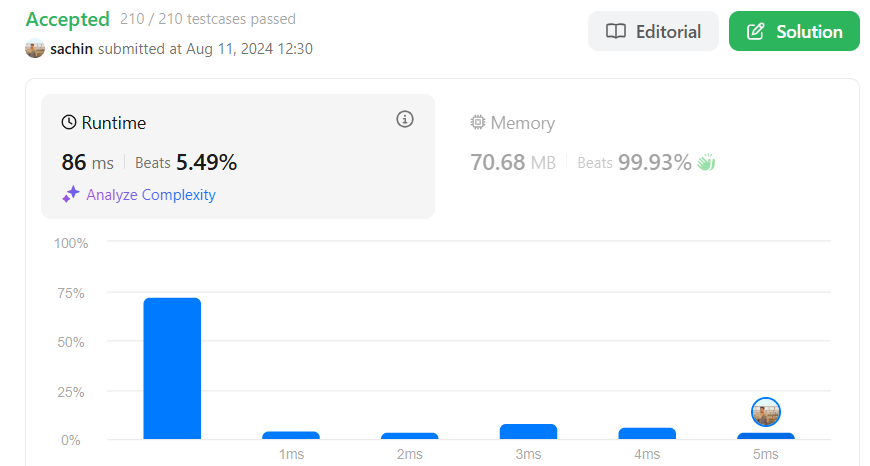 Accepted 210 / 210 testcases passed
sachin submitted at Aug 11, 2024 12:30
Editorial
Solution
Runtime
86 ms Beats 5.49%
Analyze Complexity
Memory
70.68 MB Beats 99.93%
100%
75%
50%
25%
0%
1ms 2ms 3ms 4ms 5ms